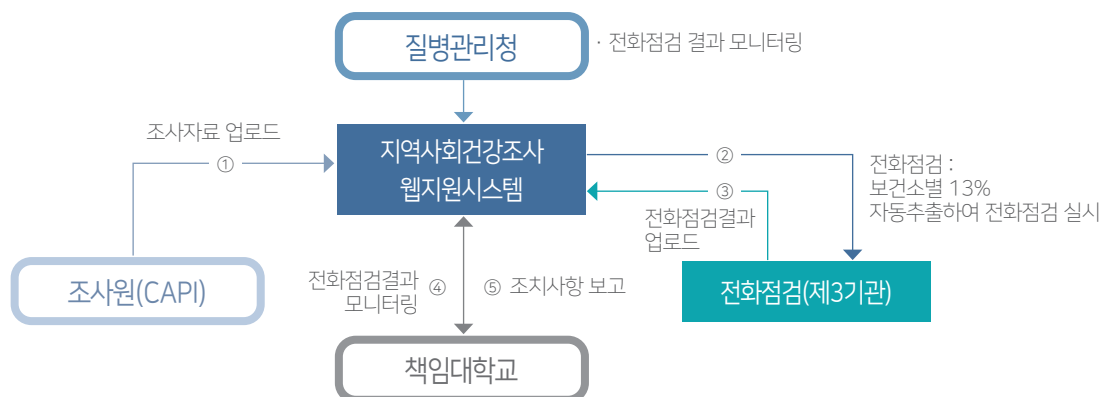 질병관리청
· 전화점검 결과 모니터링
조사자료 업로드
①
지역사회건강조사
웹지원시스템
②
③
전화점검 :
보건소별 13%
자동추출하여 전화점검 실시
전화점검결과
업로드
조사원(CAPI)
전화점검결과
모니터링
④
⑤ 조치사항 보고
전화점검(제3기관)
책임대학교